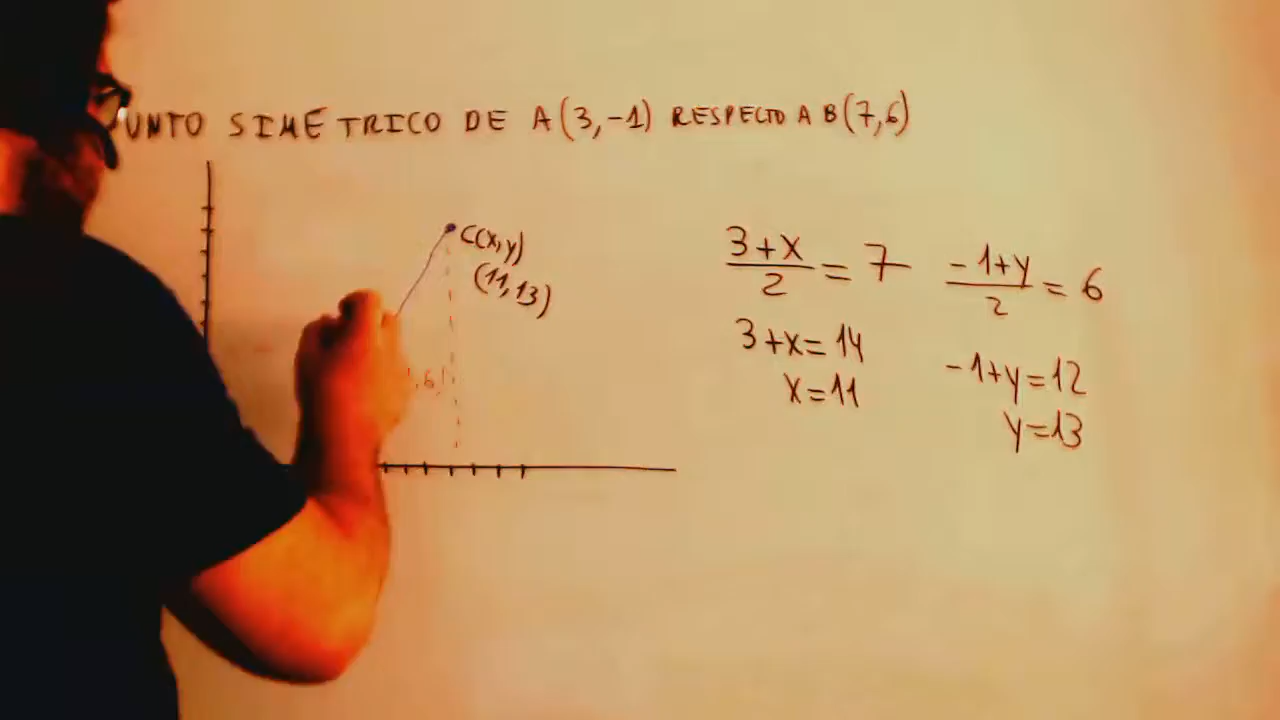 UNTO SIMETRICO DE A(3,-1) RESPECTO A B(7,6)
C(x,y)
(11,13)
,6)
3+x/2 = 7
3+x=14
x=11
-1+y/2 = 6
-1+y=12
y=13